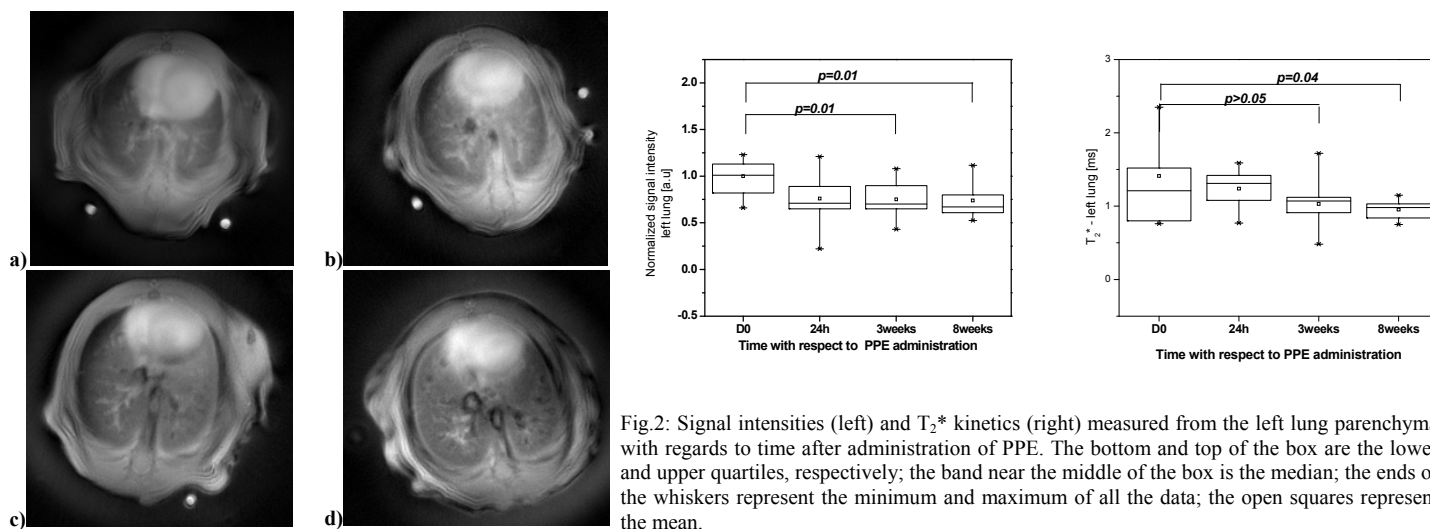 a)
b)
c)
d)
Normalized signal intensity
left lung [a.u]
2.0
1.5
1.0
0.5
0.0
-0.5
p=0.01
p=0.01
D0 24h 3weeks 8weeks
Time with respect to PPE administration
T2* - left lung [ms]
3
2
1
0
p=0.04
p>0.05
D0 24h 3weeks 8weeks
Time with respect to PPE administration
Fig.2: Signal intensities (left) and T2* kinetics (right) measured from the left lung parenchym
with regards to time after administration of PPE. The bottom and top of the box are the lowe
and upper quartiles, respectively; the band near the middle of the box is the median; the ends o
the whiskers represent the minimum and maximum of all the data; the open squares represen
the mean.